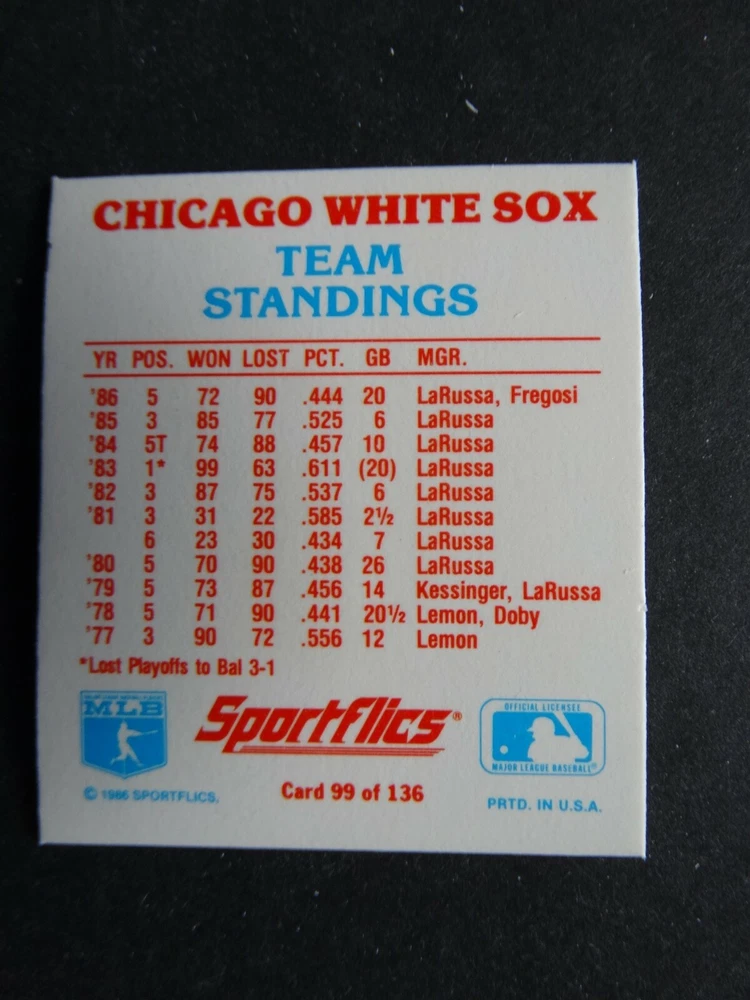 CHICAGO WHITE SOX
TEAM
STANDINGS
YR POS. WON LOST PCT. GB MGR.
'86 5 72 90 .444 20 LaRussa, Fregosi
'85 3 85 77 .525 6 LaRussa
'84 5T 74 88 .457 10 LaRussa
'83 1* 99 63 .611 (20) LaRussa
'82 3 87 75 .537 6 LaRussa
'81 3 31 22 .585 2½ LaRussa
6 23 30 .434 7 LaRussa
'80 5 70 90 .438 26 LaRussa
'79 5 73 87 .456 14 Kessinger, LaRussa
'78 5 71 90 .441 20½ Lemon, Doby
'77 3 90 72 .556 12 Lemon
*Lost Playoffs to Bal 3-1
MLB
Sportflics®
OFFICIAL LICENSEE
MAJOR LEAGUE BASEBALL®
© 1986 SPORTFLICS.
Card 99 of 136
PRTD. IN U.S.A.